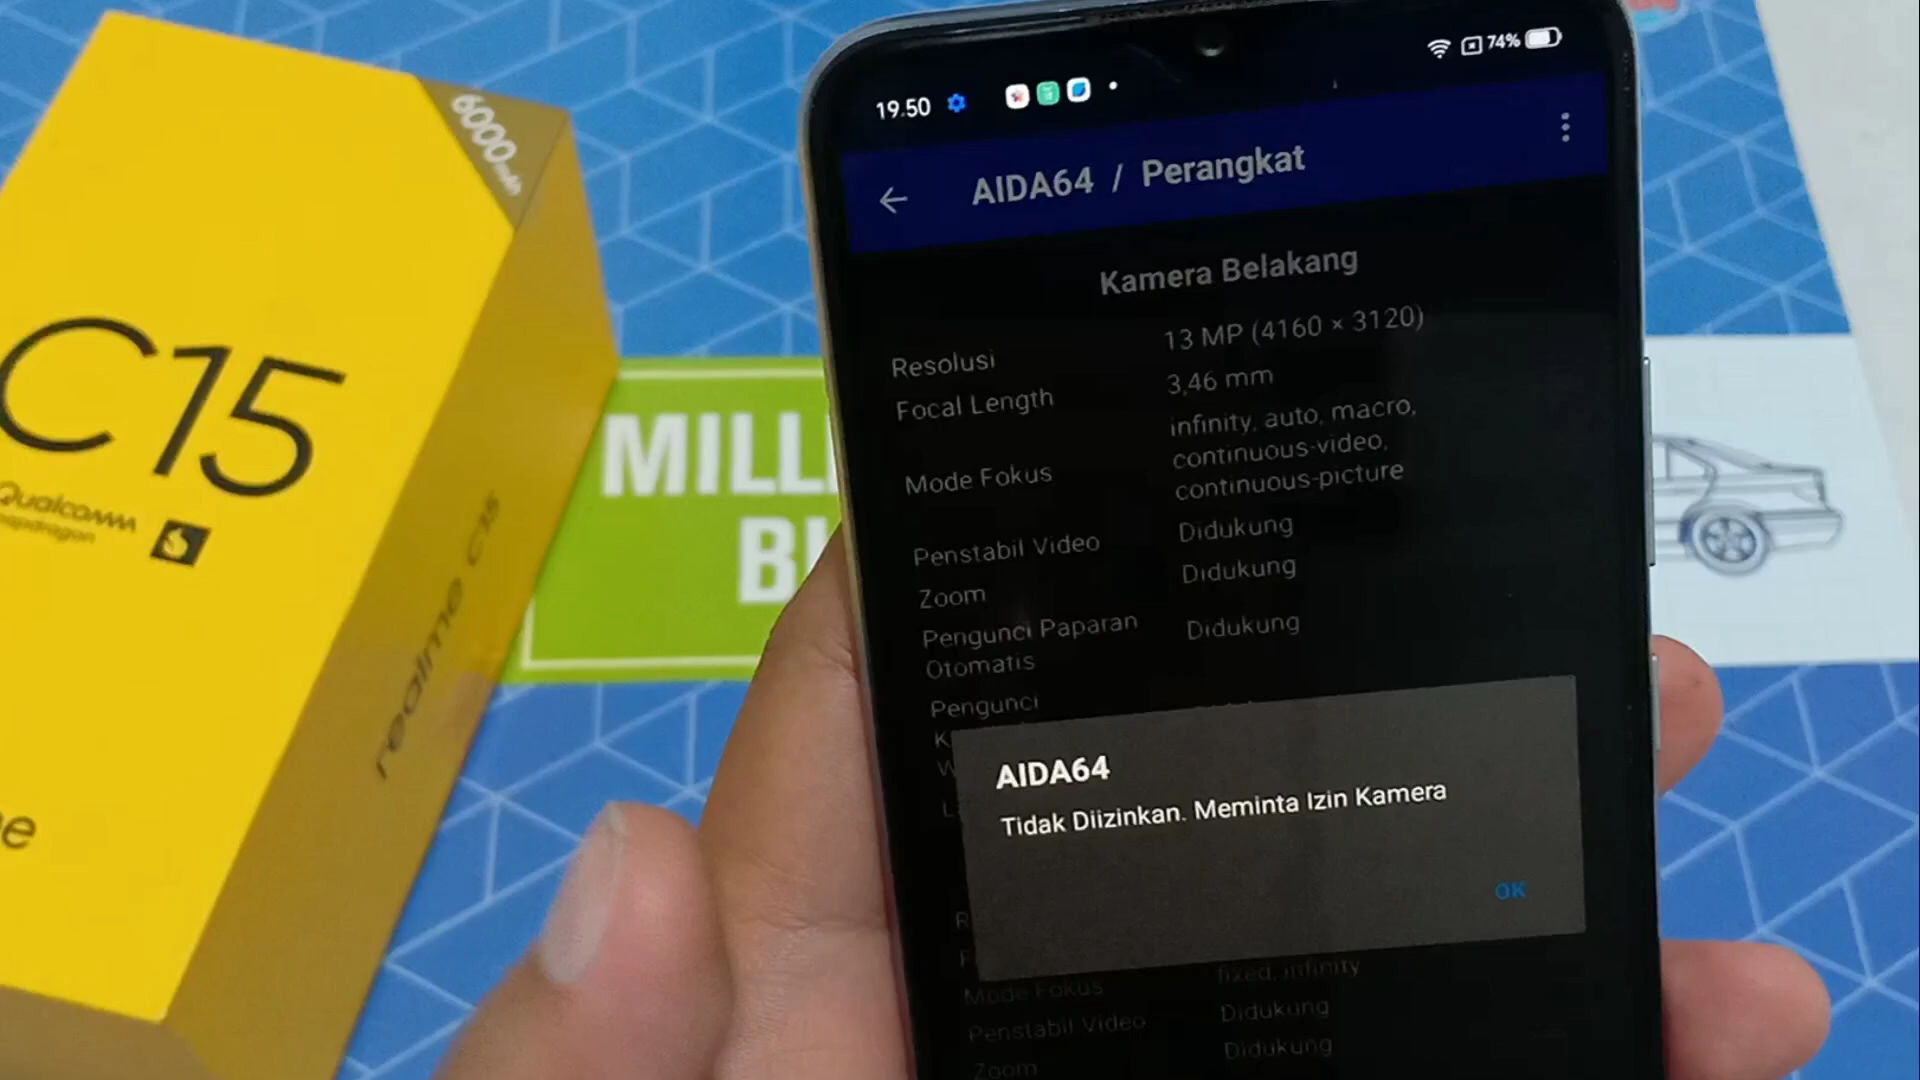 6000mAh
C15
Qualcomm
snapdragon
realme C15
MILL
BI
19.50
74%
AIDA64 / Perangkat
Kamera Belakang
Resolusi 13 MP (4160 × 3120)
Focal Length 3,46 mm
Mode Fokus infinity, auto, macro,
continuous-video,
continuous-picture
Penstabil Video Didukung
Zoom Didukung
Pengunci Paparan Didukung
Otomatis
Pengunci
AIDA64
Tidak Diizinkan. Meminta Izin Kamera
OK
Mode Fokus fixed, infinity
Penstabil Video Didukung
Zoom Didukung